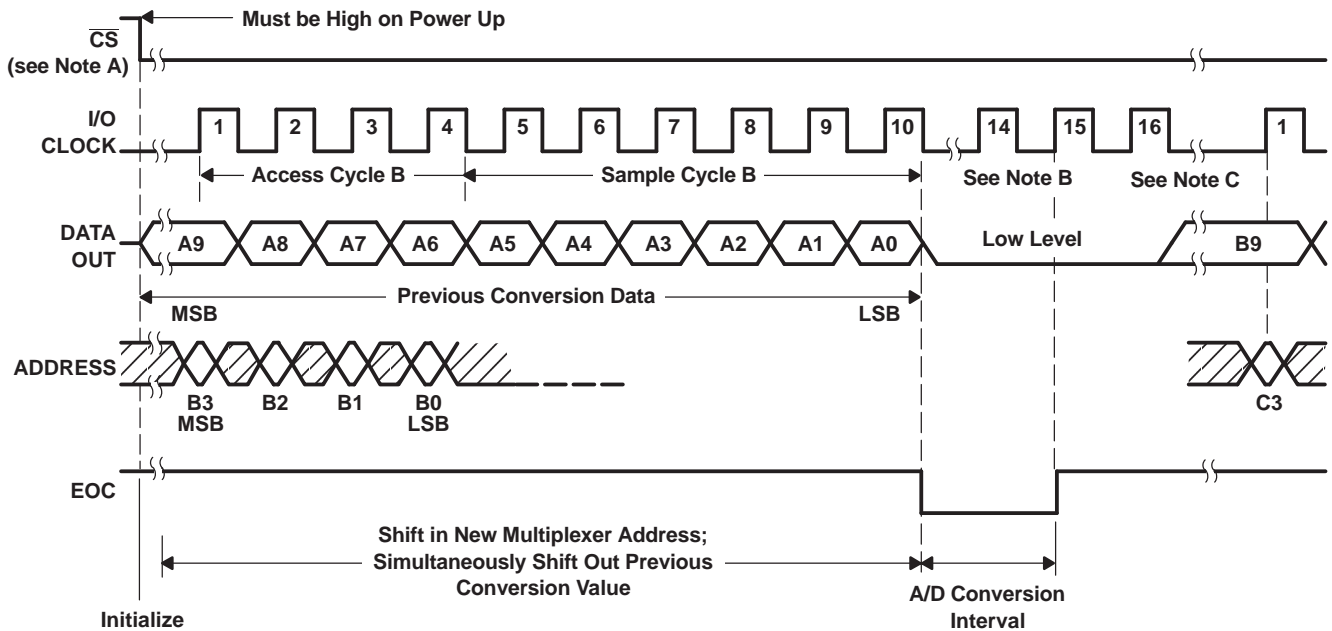 Must be High on Power Up
CS
(see Note A)
I/O
CLOCK
1 2 3 4 5 6 7 8 9 10 14 15 16 1
Access Cycle B
Sample Cycle B
See Note B
See Note C
DATA
OUT
A9 A8 A7 A6 A5 A4 A3 A2 A1 A0
Low Level
B9
Previous Conversion Data
MSB
LSB
ADDRESS
B3 B2 B1 B0
MSB LSB
C3
EOC
Shift in New Multiplexer Address;
Simultaneously Shift Out Previous
Conversion Value
A/D Conversion
Interval
Initialize